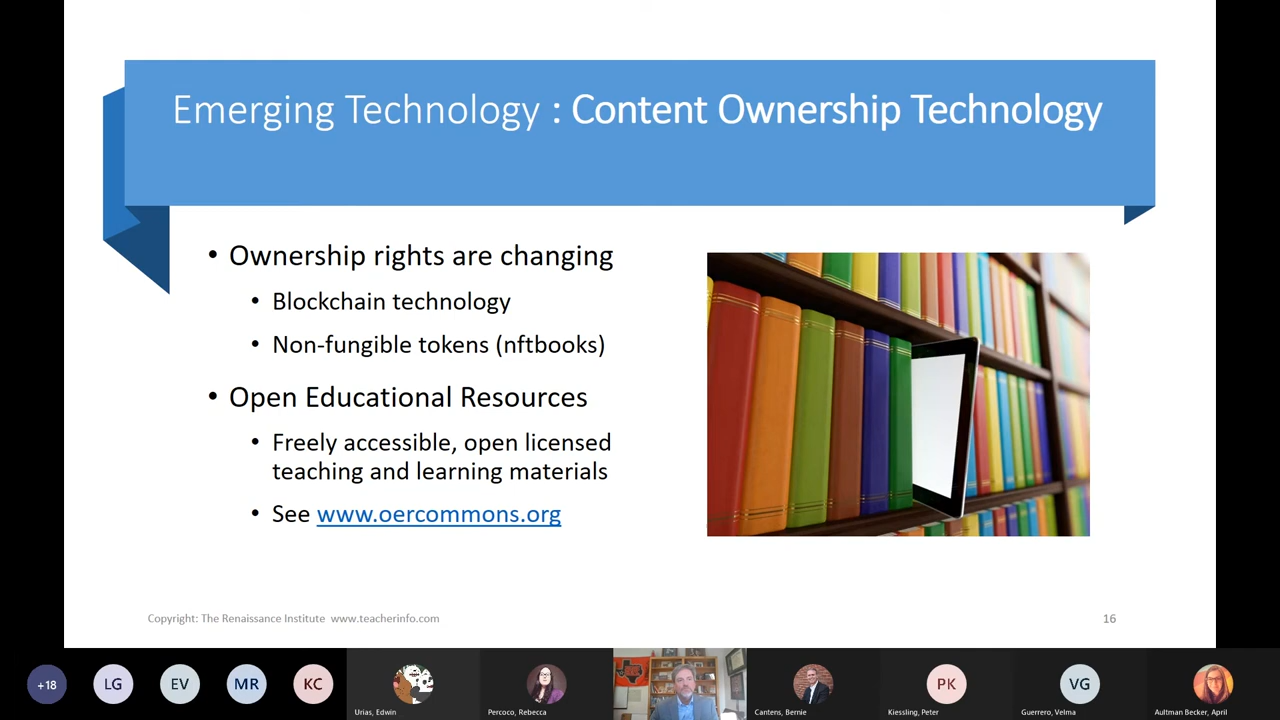 Emerging Technology : Content Ownership Technology
• Ownership rights are changing
• Blockchain technology
• Non-fungible tokens (nftbooks)
• Open Educational Resources
• Freely accessible, open licensed
teaching and learning materials
• See www.oercommons.org
Copyright: The Renaissance Institute www.teacherinfo.com
16
+18
LG
EV
MR
KC
PK
VG
Urias, Edwin
Percoco, Rebecca
Cantens, Bernie
Kiessling, Peter
Guerrero, Velma
Aultman Becker, April